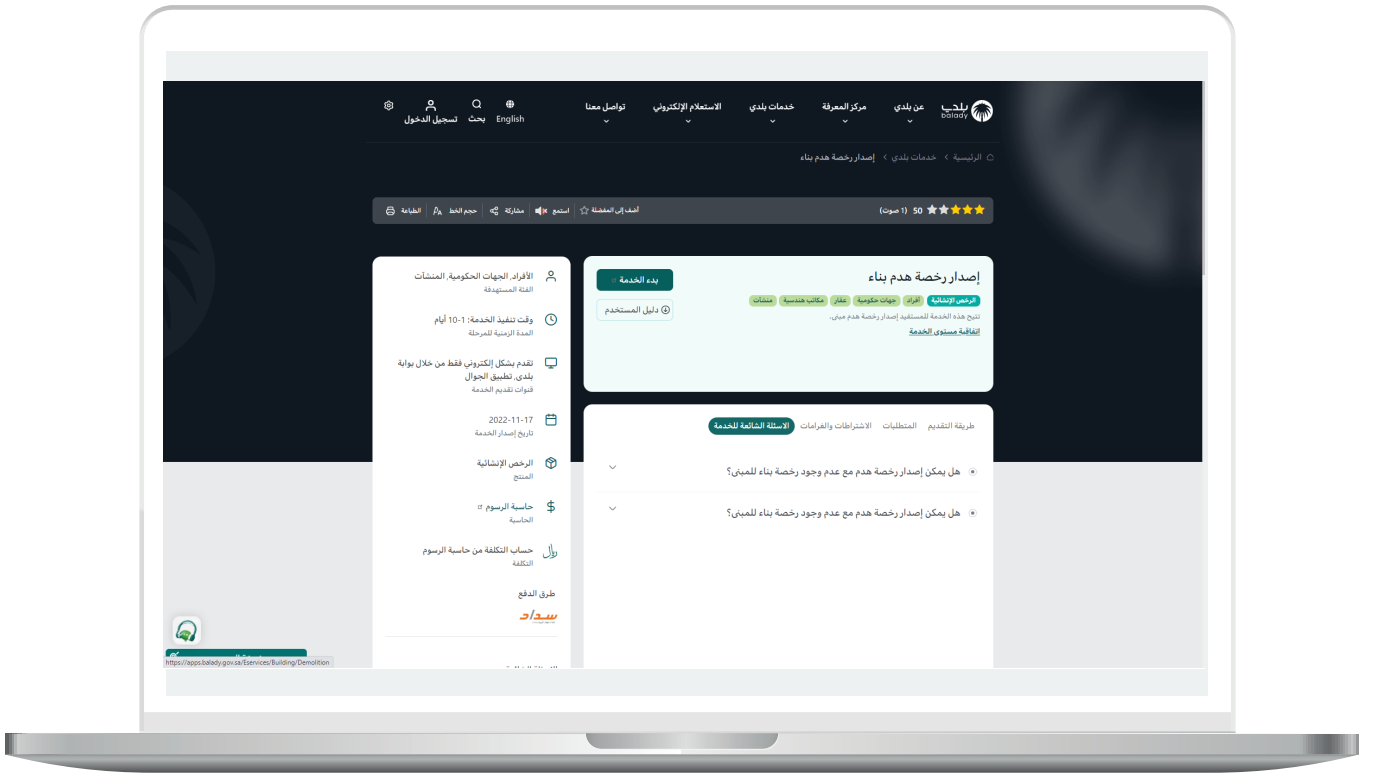 بلدي
balady
عن بلدي
مركز المعرفة
خدمات بلدي
الاستعلام الإلكتروني
تواصل معنا
English
بحث
تسجيل الدخول
الرئيسية > خدمات بلدي > إصدار رخصة هدم بناء
50 (1 صوت)
أضف إلى المفضلة
استمع
مشاركة
حجم الخط
الطباعة
إصدار رخصة هدم بناء
بدء الخدمة
الرخص الإنشائية أفراد جهات حكومية عقار مكاتب هندسية منشآت
دليل المستخدم
تتيح هذه الخدمة للمستفيد إصدار رخصة هدم مبنى.
اتفاقية مستوى الخدمة
طريقة التقديم المتطلبات الاشتراطات والغرامات الاسئلة الشائعة للخدمة
هل يمكن إصدار رخصة هدم مع عدم وجود رخصة بناء للمبنى؟
هل يمكن إصدار رخصة هدم مع عدم وجود رخصة بناء للمبنى؟
الأفراد, الجهات الحكومية, المنشآت
الفئة المستهدفة
وقت تنفيذ الخدمة: 1-10 أيام
المدة الزمنية للمرحلة
تقدم بشكل إلكتروني فقط من خلال بوابة
بلدي, تطبيق الجوال
قنوات تقديم الخدمة
2022-11-17
تاريخ إصدار الخدمة
الرخص الإنشائية
المنتج
حاسبة الرسوم
الحاسبة
حساب التكلفة من حاسبة الرسوم
التكلفة
طرق الدفع
سداد
https://apps.balady.gov.sa/Eservices/Building/Demolition